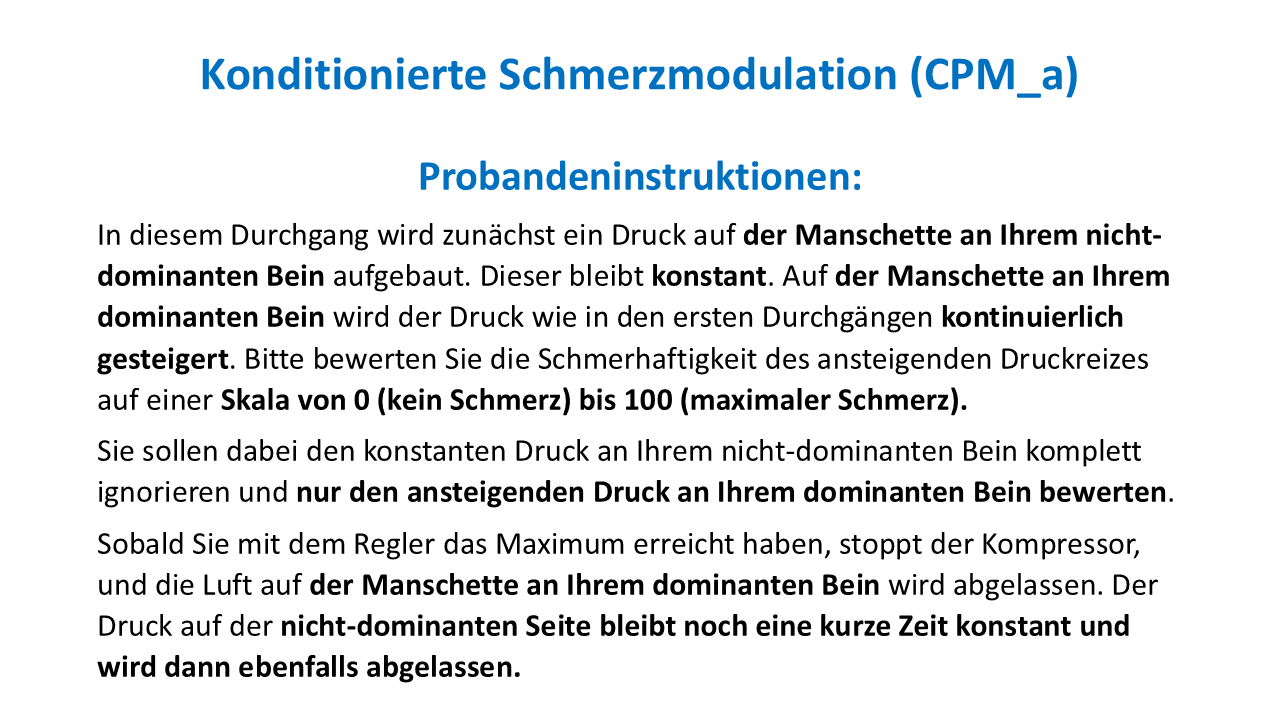 Konditionierte Schmerzmodulation (CPM_a)
Probandeninstruktionen:
In diesem Durchgang wird zunächst ein Druck auf der Manschette an Ihrem nicht-
dominanten Bein aufgebaut. Dieser bleibt konstant. Auf der Manschette an Ihrem
dominanten Bein wird der Druck wie in den ersten Durchgängen kontinuierlich
gesteigert. Bitte bewerten Sie die Schmerhaftigkeit des ansteigenden Druckreizes
auf einer Skala von 0 (kein Schmerz) bis 100 (maximaler Schmerz).
Sie sollen dabei den konstanten Druck an Ihrem nicht-dominanten Bein komplett
ignorieren und nur den ansteigenden Druck an Ihrem dominanten Bein bewerten.
Sobald Sie mit dem Regler das Maximum erreicht haben, stoppt der Kompressor,
und die Luft auf der Manschette an Ihrem dominanten Bein wird abgelassen. Der
Druck auf der nicht-dominanten Seite bleibt noch eine kurze Zeit konstant und
wird dann ebenfalls abgelassen.